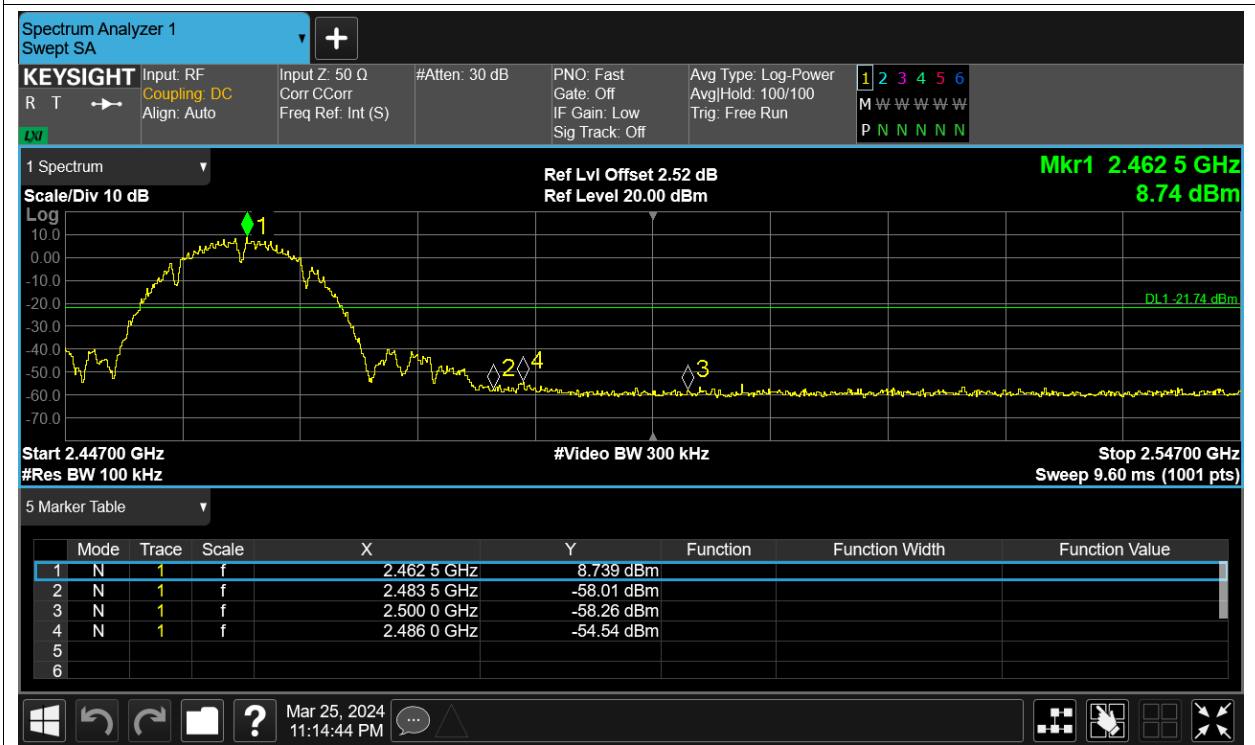 Spectrum Analyzer 1
Swept SA
KEYSIGHT
R T
LXI
Input: RF
Coupling: DC
Align: Auto
Input Z: 50 Ω
Corr CCorr
Freq Ref: Int (S)
#Atten: 30 dB
PNO: Fast
Gate: Off
IF Gain: Low
Sig Track: Off
Avg Type: Log-Power
Avg|Hold: 100/100
Trig: Free Run
1 2 3 4 5 6
M W W W W W
P N N N N N
1 Spectrum
Scale/Div 10 dB
Ref Lvl Offset 2.52 dB
Ref Level 20.00 dBm
Mkr1 2.462 5 GHz
8.74 dBm
Log
10.0
0.00
-10.0
-20.0
-30.0
-40.0
-50.0
-60.0
-70.0
1
2
4
3
DL1 -21.74 dBm
Start 2.44700 GHz
#Res BW 100 kHz
#Video BW 300 kHz
Stop 2.54700 GHz
Sweep 9.60 ms (1001 pts)
5 Marker Table
Mode Trace Scale X Y Function Function Width Function Value
1 N 1 f 2.462 5 GHz 8.739 dBm
2 N 1 f 2.483 5 GHz -58.01 dBm
3 N 1 f 2.500 0 GHz -58.26 dBm
4 N 1 f 2.486 0 GHz -54.54 dBm
5
6
?
Mar 25, 2024
11:14:44 PM